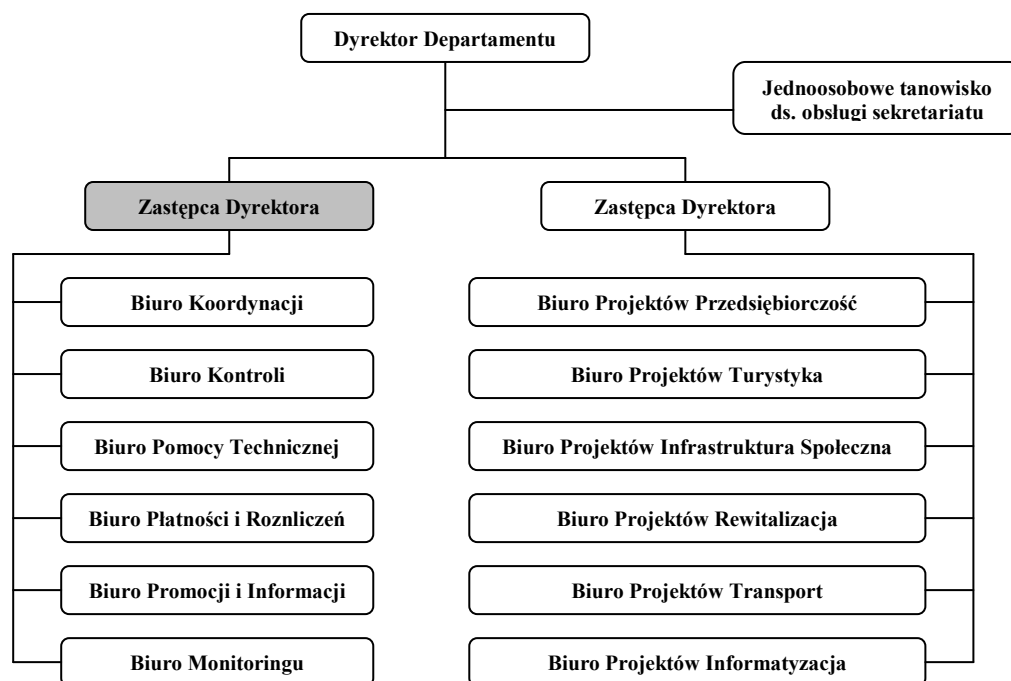 Dyrektor Departamentu
Jednoosobowe tanowisko
ds. obsługi sekretariatu
Zastępca Dyrektora
Zastępca Dyrektora
Biuro Koordynacji
Biuro Kontroli
Biuro Pomocy Technicznej
Biuro Płatności i Roznliczeń
Biuro Promocji i Informacji
Biuro Monitoringu
Biuro Projektów Przedsiębiorczość
Biuro Projektów Turystyka
Biuro Projektów Infrastruktura Społeczna
Biuro Projektów Rewitalizacja
Biuro Projektów Transport
Biuro Projektów Informatyzacja